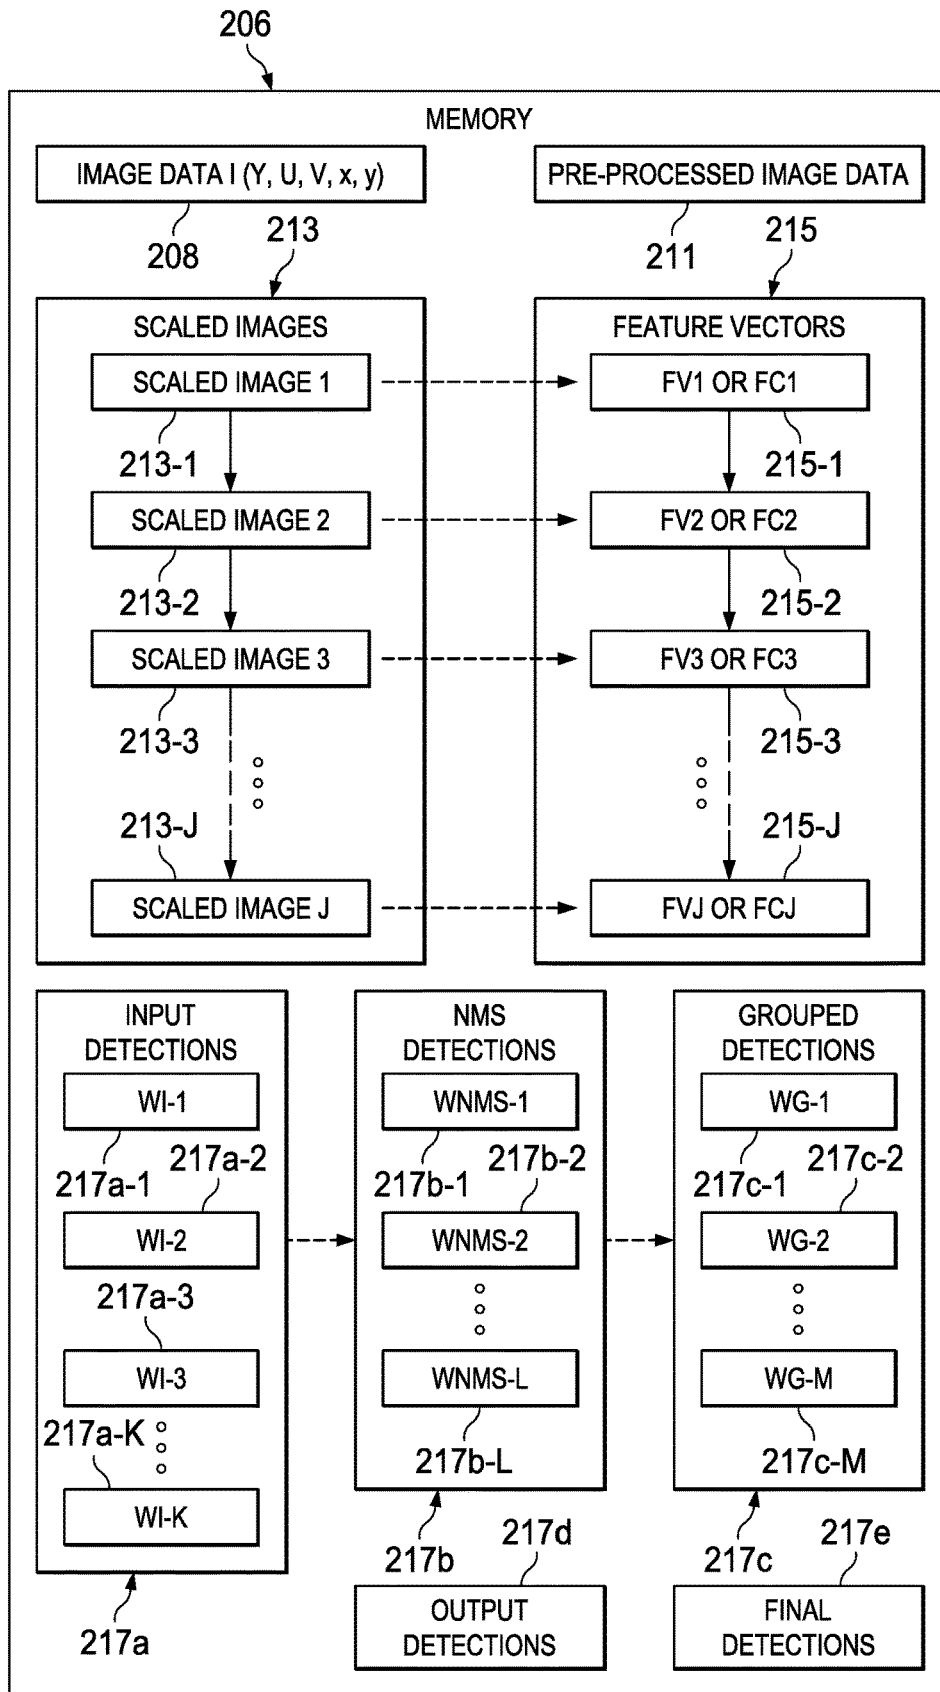 206
MEMORY
IMAGE DATA I (Y, U, V, x, y)
PRE-PROCESSED IMAGE DATA
208
213
211
215
SCALED IMAGES
FEATURE VECTORS
SCALED IMAGE 1
FV1 OR FC1
213-1
215-1
SCALED IMAGE 2
FV2 OR FC2
213-2
215-2
SCALED IMAGE 3
FV3 OR FC3
213-3
215-3
213-J
215-J
SCALED IMAGE J
FVJ OR FCJ
INPUT
DETECTIONS
WI-1
217a-1
217a-2
WI-2
217a-3
WI-3
217a-K
WI-K
217a
NMS
DETECTIONS
WNMS-1
217b-1
217b-2
WNMS-2
WNMS-L
217b-L
217b
GROUPED
DETECTIONS
WG-1
217c-1
217c-2
WG-2
WG-M
217c-M
217c
217d
OUTPUT
DETECTIONS
217e
FINAL
DETECTIONS